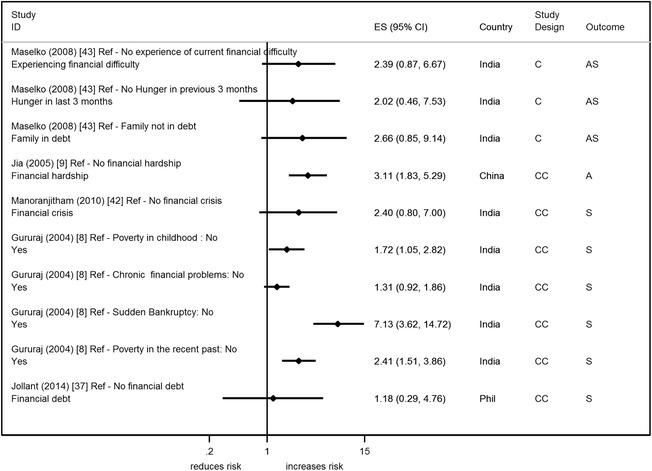 Study
ID ES (95% CI) Country Study Design Outcome
Maselko (2008) [43] Ref - No experience of current financial difficulty
Experiencing financial difficulty 2.39 (0.87, 6.67) India C AS
Maselko (2008) [43] Ref - No Hunger in previous 3 months
Hunger in last 3 months 2.02 (0.46, 7.53) India C AS
Maselko (2008) [43] Ref - Family not in debt
Family in debt 2.66 (0.85, 9.14) India C AS
Jia (2005) [9] Ref - No financial hardship
Financial hardship 3.11 (1.83, 5.29) China CC A
Manoranjitham (2010) [42] Ref - No financial crisis
Financial crisis 2.40 (0.80, 7.00) India CC S
Gururaj (2004) [8] Ref - Poverty in childhood : No
Yes 1.72 (1.05, 2.82) India CC S
Gururaj (2004) [8] Ref - Chronic financial problems: No
Yes 1.31 (0.92, 1.86) India CC S
Gururaj (2004) [8] Ref - Sudden Bankruptcy: No
Yes 7.13 (3.62, 14.72) India CC S
Gururaj (2004) [8] Ref - Poverty in the recent past: No
Yes 2.41 (1.51, 3.86) India CC S
Jollant (2014) [37] Ref - No financial debt
Financial debt 1.18 (0.29, 4.76) Phil CC S
.2 1 15
reduces risk increases risk